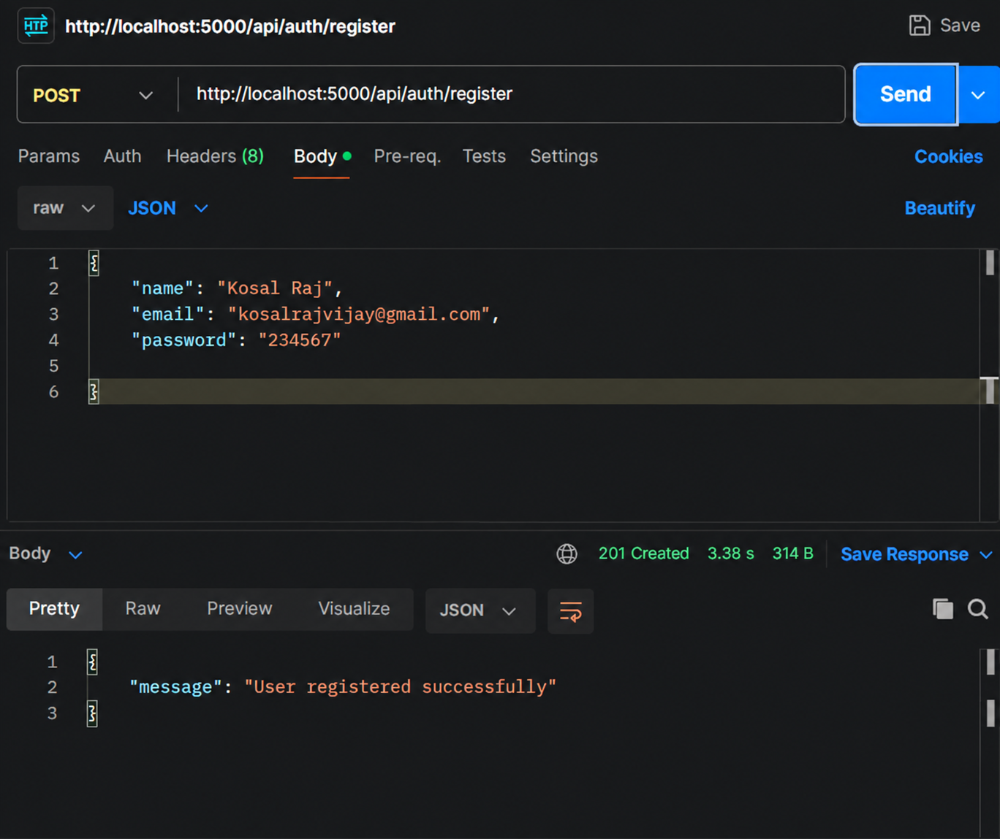 HTTP http://localhost:5000/api/auth/register Save
POST http://localhost:5000/api/auth/register Send
Params Auth Headers (8) Body Pre-req. Tests Settings Cookies
raw JSON Beautify
1 {
2 "name": "Kosal Raj",
3 "email": "kosalrajvijay@gmail.com",
4 "password": "234567"
5
6 }
Body 201 Created 3.38 s 314 B Save Response
Pretty Raw Preview Visualize JSON
1 {
2 "message": "User registered successfully"
3 }